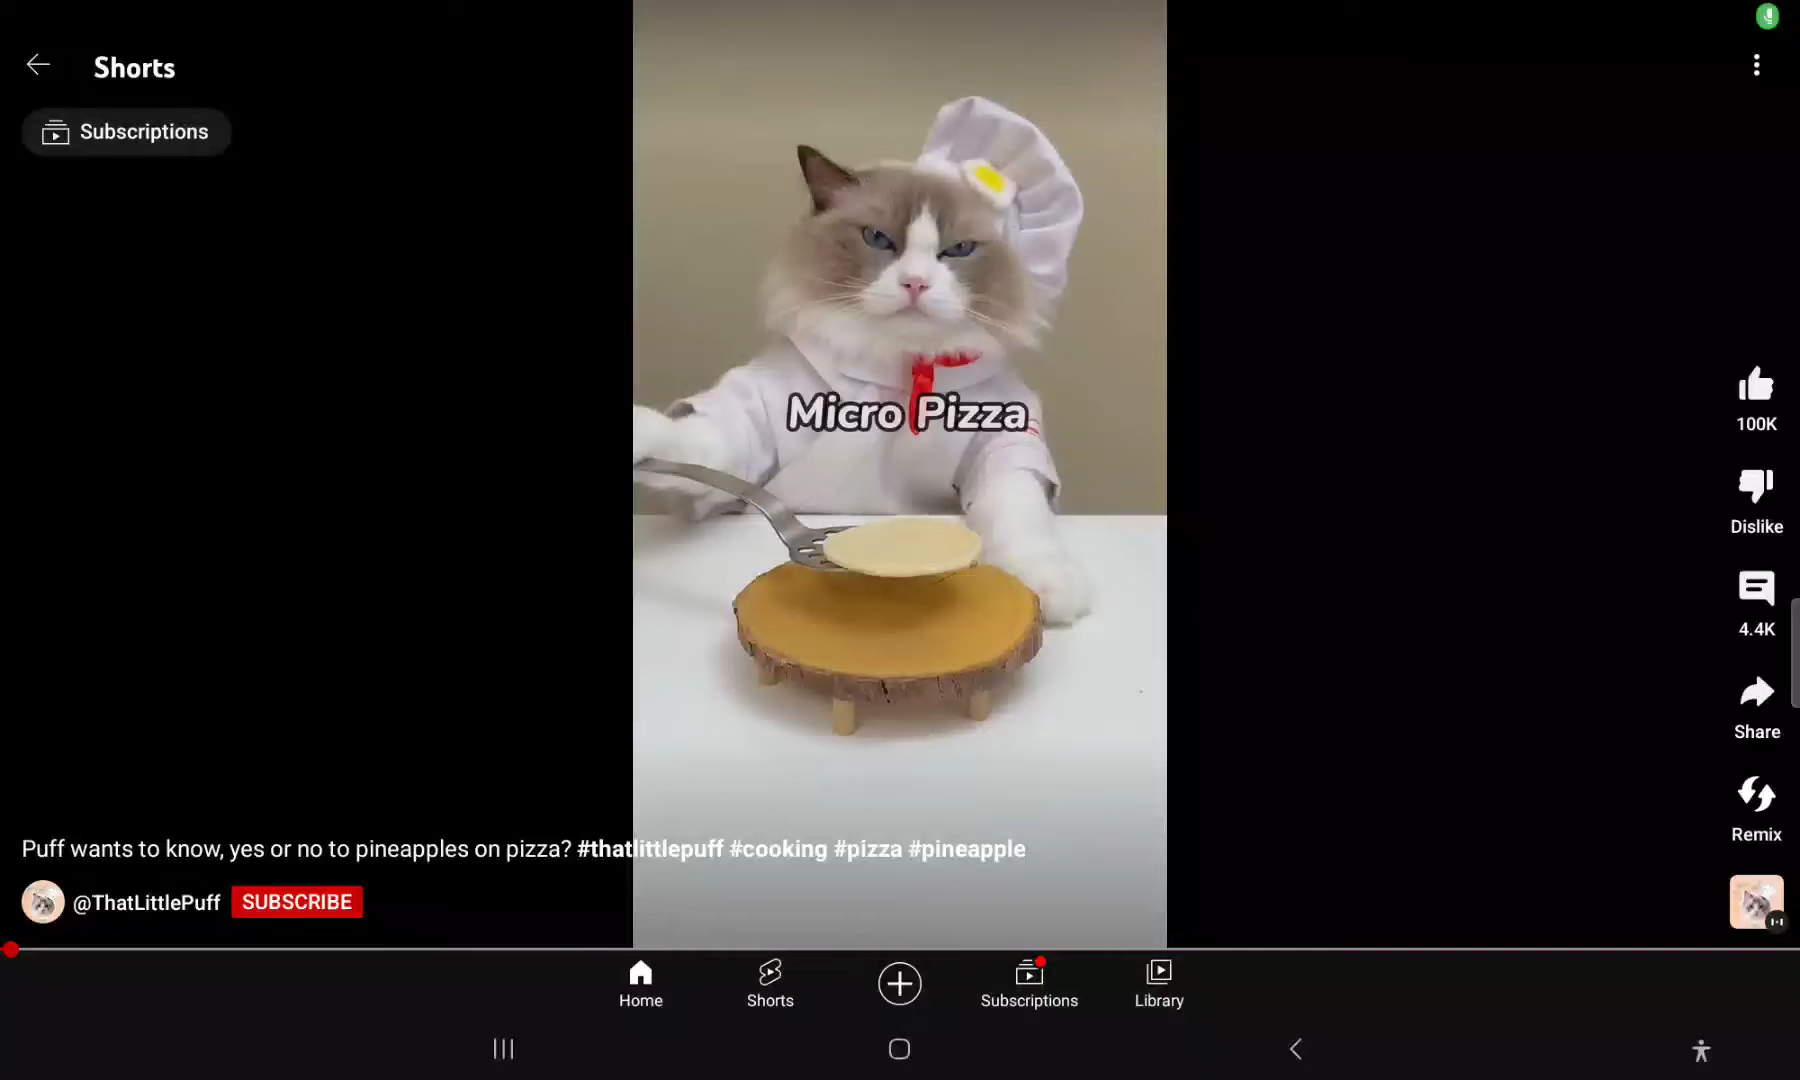 Shorts
Subscriptions
Micro Pizza
100K
Dislike
4.4K
Share
Remix
Puff wants to know, yes or no to pineapples on pizza? #thatlittlepuff #cooking #pizza #pineapple
@ThatLittlePuff SUBSCRIBE
Home Shorts Subscriptions Library